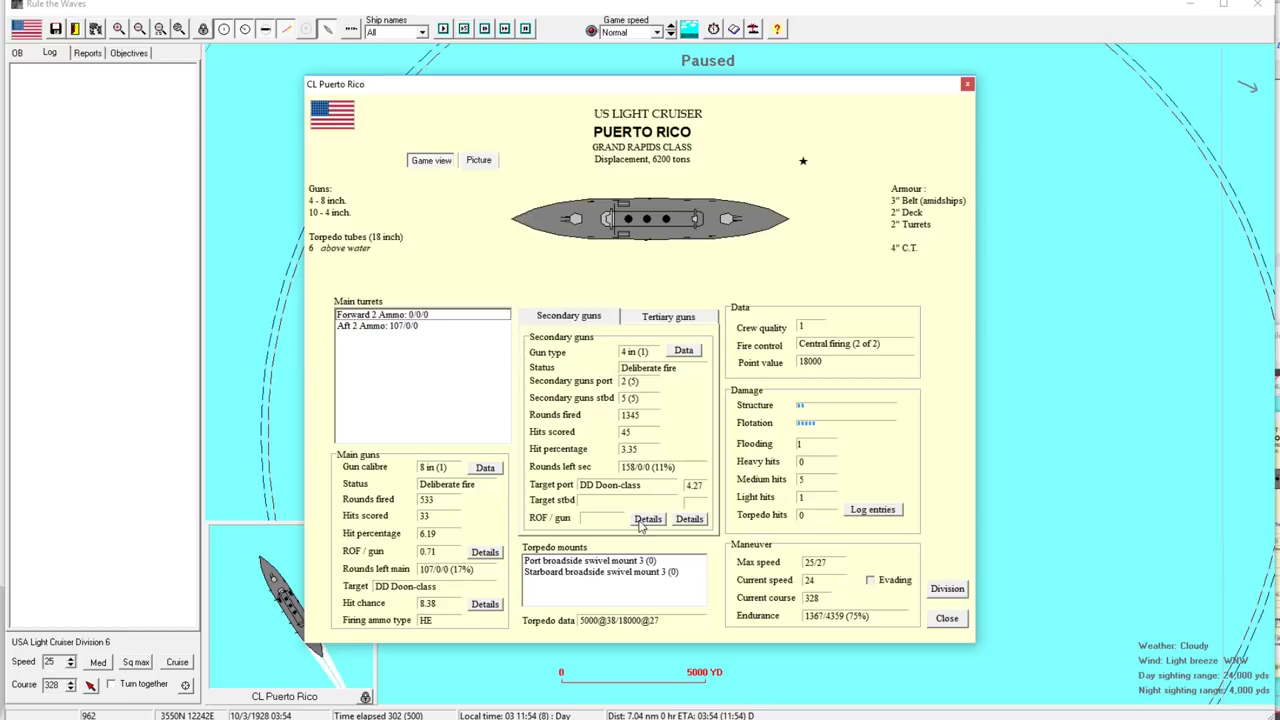 Rule the Waves
Ship names
All
Game speed
Normal
OB
Log
Reports
Objectives
Paused
CL Puerto Rico
US LIGHT CRUISER
PUERTO RICO
GRAND RAPIDS CLASS
Displacement, 6200 tons
Game view
Picture
Guns:
4 - 8 inch.
10 - 4 inch.
Torpedo tubes (18 inch)
6 above water
Armour :
3" Belt (amidships)
2" Deck
2" Turrets
4" C.T.
Main turrets
Forward 2 Ammo: 0/0/0
Aft 2 Ammo: 107/0/0
Main guns
Gun calibre 8 in (1) Data
Status Deliberate fire
Rounds fired 533
Hits scored 33
Hit percentage 6.19
ROF / gun 0.71 Details
Rounds left main 107/0/0 (17%)
Target DD Doon-class
Hit chance 8.38 Details
Firing ammo type HE
Secondary guns
Tertiary guns
Secondary guns
Gun type 4 in (1) Data
Status Deliberate fire
Secondary guns port 2 (5)
Secondary guns stbd 5 (5)
Rounds fired 1345
Hits scored 45
Hit percentage 3.35
Rounds left sec 158/0/0 (11%)
Target port DD Doon-class 4.27
Target stbd
ROF / gun Details Details
Torpedo mounts
Port broadside swivel mount 3 (0)
Starboard broadside swivel mount 3 (0)
Torpedo data 5000@38/18000@27
Data
Crew quality 1
Fire control Central firing (2 of 2)
Point value 18000
Damage
Structure
Flotation
Flooding 1
Heavy hits 0
Medium hits 5
Light hits 1
Torpedo hits 0
Log entries
Maneuver
Max speed 25/27
Current speed 24
Evading
Current course 328
Endurance 1367/4359 (75%)
Division
Close
USA Light Cruiser Division 6
Speed 25 Med Sq max Cruise
Course 328 Turn together
CL Puerto Rico
0 5000 YD
Weather: Cloudy
Wind: Light breeze WNW
Day sighting range: 24,000 yds
Night sighting range: 4,000 yds
962 3550N 12242E 10/3/1928 03:54 Time elapsed 302 (500) Local time: 03 11:54 (8) : Day Dist: 7.04 nm 0 hr ETA: 03:54 (11:54) D